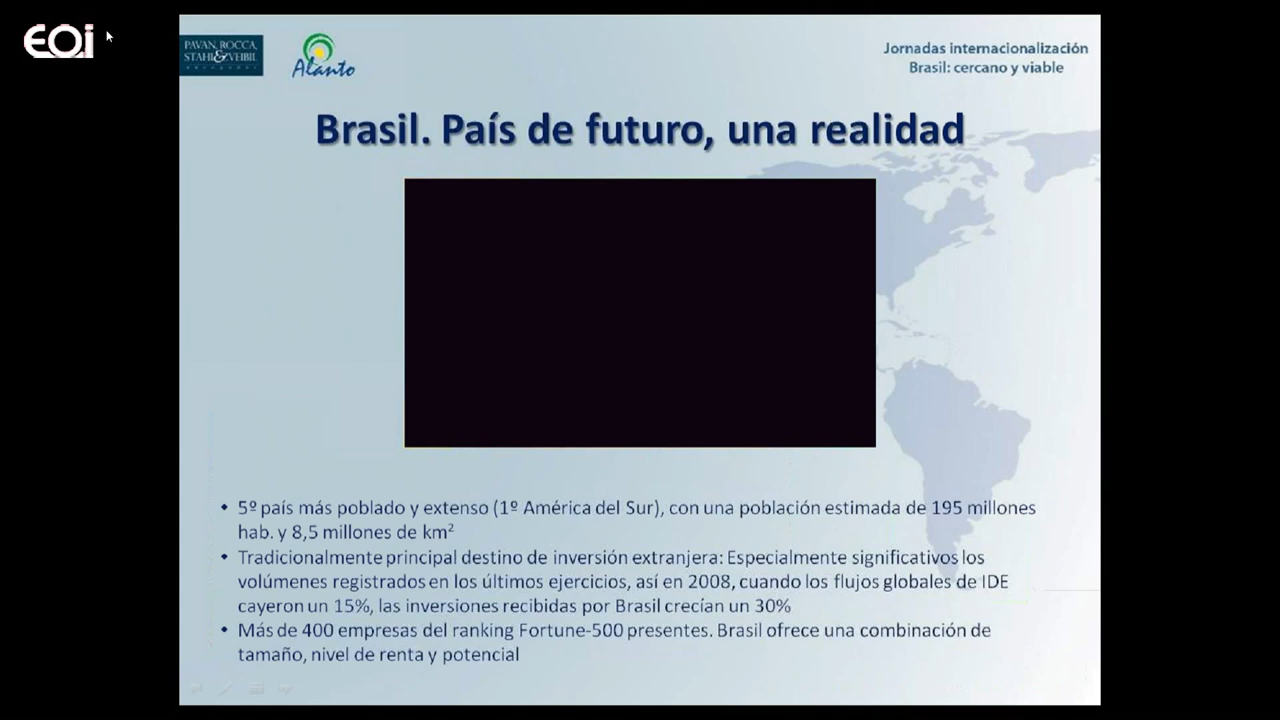 EOi
PAVAN, ROCCA,
STAHL & VEIBIL
Alanto
Jornadas internacionalización
Brasil: cercano y viable
Brasil. País de futuro, una realidad
• 5º país más poblado y extenso (1º América del Sur), con una población estimada de 195 millones
hab. y 8,5 millones de km²
• Tradicionalmente principal destino de inversión extranjera: Especialmente significativos los
volúmenes registrados en los últimos ejercicios, así en 2008, cuando los flujos globales de IDE
cayeron un 15%, las inversiones recibidas por Brasil crecían un 30%
• Más de 400 empresas del ranking Fortune-500 presentes. Brasil ofrece una combinación de
tamaño, nivel de renta y potencial